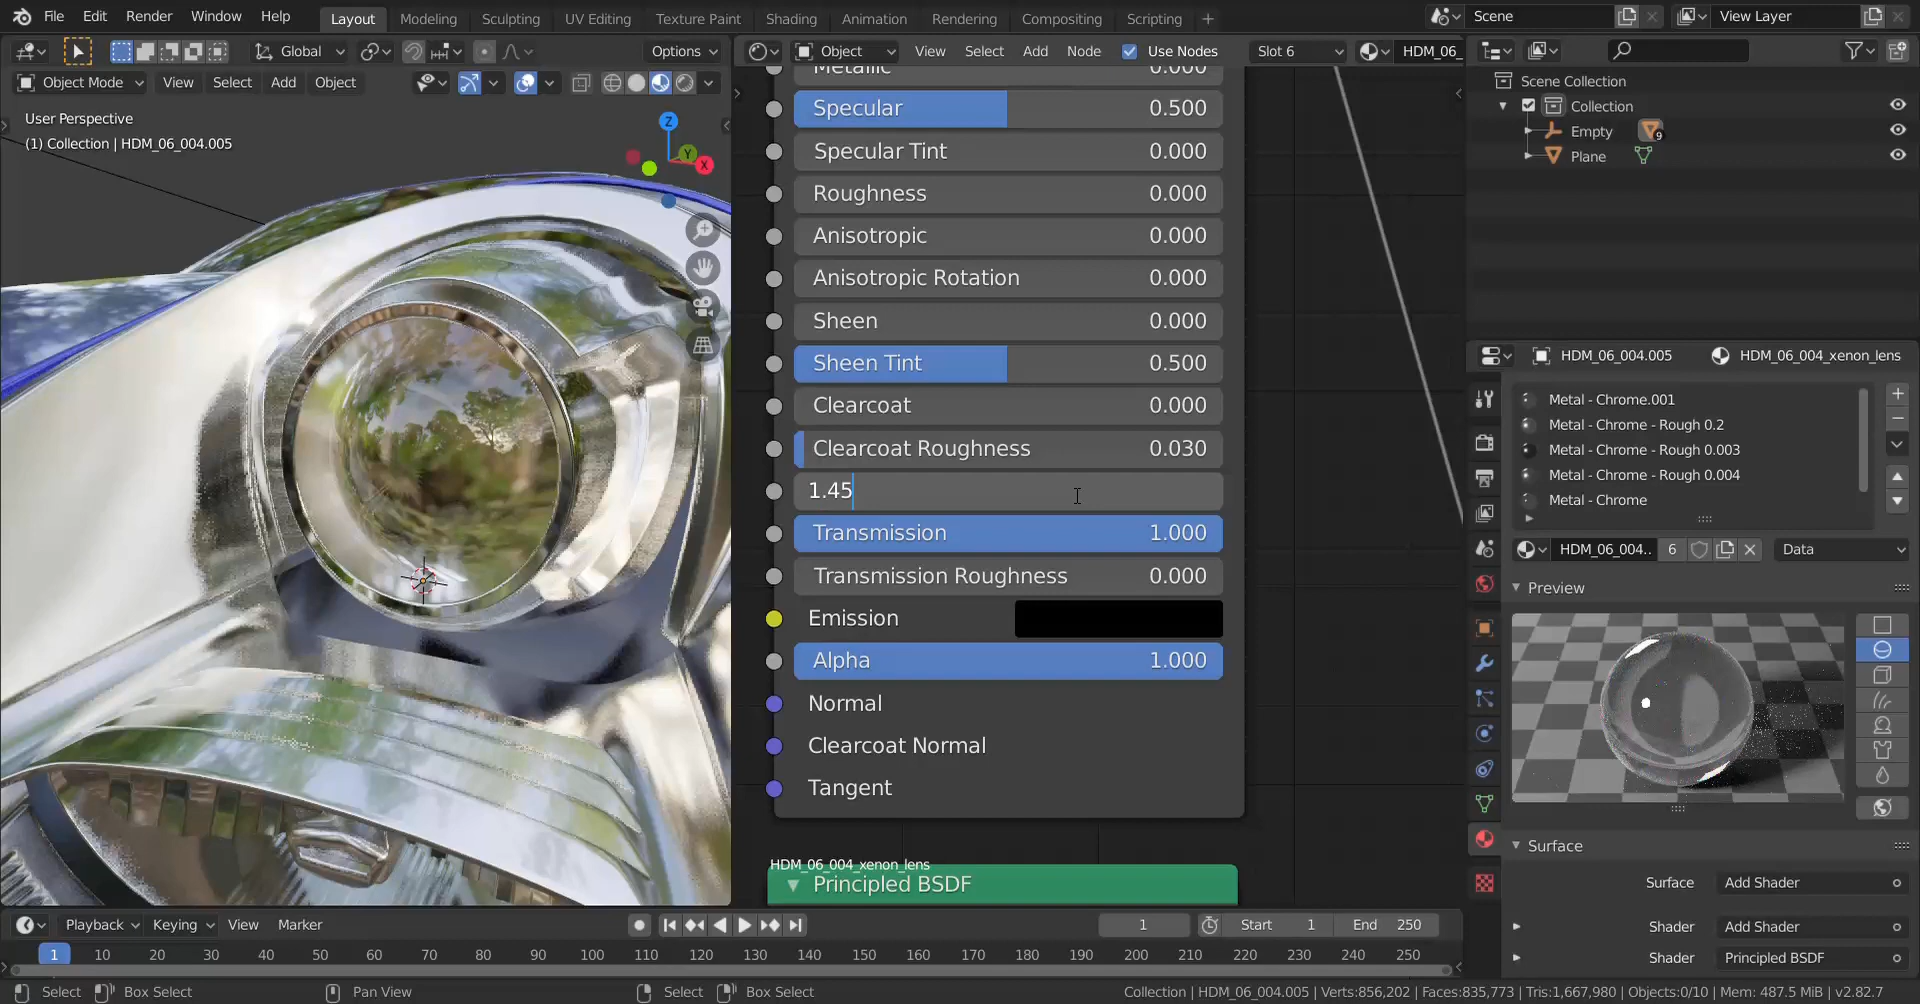 File Edit Render Window Help Layout Modeling Sculpting UV Editing Texture Paint Shading Animation Rendering Compositing Scripting + Scene View Layer
Global Options Object View Select Add Node Use Nodes Slot 6 HDM_06_
Object Mode View Select Add Object
User Perspective
(1) Collection | HDM_06_004.005
Z
Y
X
Metallic 0.000
Specular 0.500
Specular Tint 0.000
Roughness 0.000
Anisotropic 0.000
Anisotropic Rotation 0.000
Sheen 0.000
Sheen Tint 0.500
Clearcoat 0.000
Clearcoat Roughness 0.030
1.45
Transmission 1.000
Transmission Roughness 0.000
Emission
Alpha 1.000
Normal
Clearcoat Normal
Tangent
HDM_06_004_xenon_lens
Principled BSDF
Scene Collection
Collection
Empty 9
Plane
HDM_06_004.005 HDM_06_004_xenon_lens
Metal - Chrome.001
Metal - Chrome - Rough 0.2
Metal - Chrome - Rough 0.003
Metal - Chrome - Rough 0.004
Metal - Chrome
HDM_06_004.. 6 Data
Preview
Surface
Surface Add Shader
Shader Add Shader
Shader Principled BSDF
Playback Keying View Marker 1 Start 1 End 250
1 10 20 30 40 50 60 70 80 90 100 110 120 130 140 150 160 170 180 190 200 210 220 230 240 250
Select Box Select Pan View Select Box Select Collection | HDM_06_004.005 | Verts:856,202 | Faces:835,773 | Tris:1,667,980 | Objects:0/10 | Mem: 487.5 MiB | v2.82.7